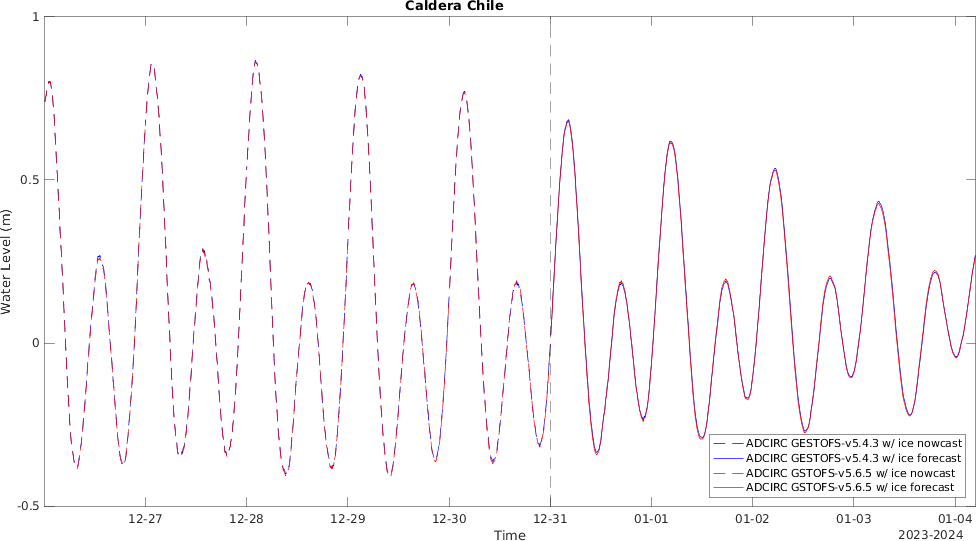 Caldera Chile
Water Level (m)
1
0.5
0
-0.5
ADCIRC GESTOFS-v5.4.3 w/ ice nowcast
ADCIRC GESTOFS-v5.4.3 w/ ice forecast
ADCIRC GSTOFS-v5.6.5 w/ ice nowcast
ADCIRC GSTOFS-v5.6.5 w/ ice forecast
12-27 12-28 12-29 12-30 12-31 01-01 01-02 01-03 01-04
Time
2023-2024